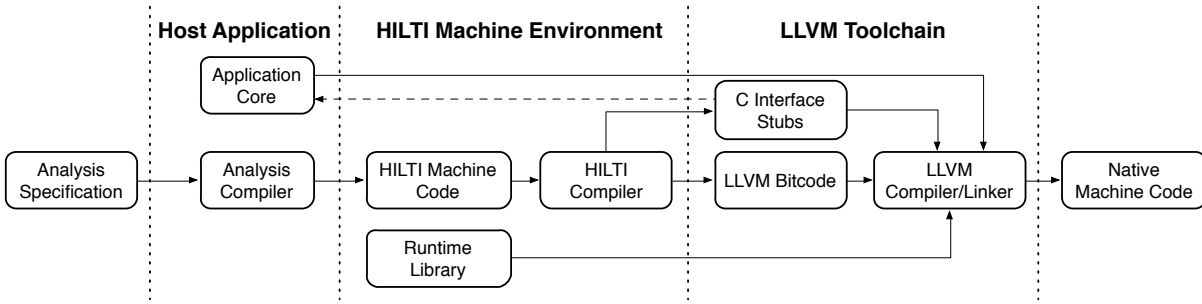 Host Application
HILTI Machine Environment
LLVM Toolchain
Application
Core
C Interface
Stubs
Analysis
Specification
Analysis
Compiler
HILTI Machine
Code
HILTI
Compiler
LLVM Bitcode
LLVM
Compiler/Linker
Native
Machine Code
Runtime
Library